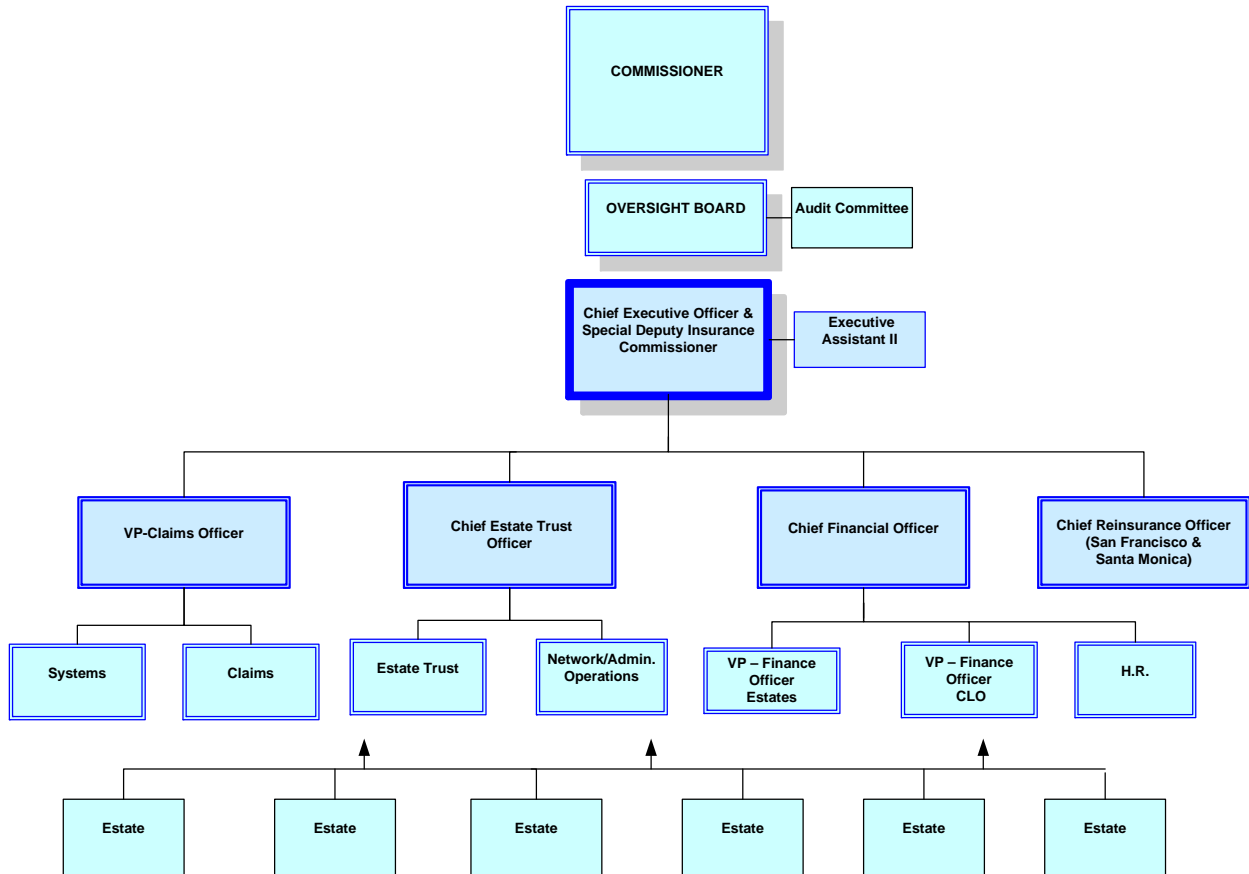 COMMISSIONER
OVERSIGHT BOARD
Audit Committee
Chief Executive Officer &
Special Deputy Insurance
Commissioner
Executive
Assistant II
VP-Claims Officer
Chief Estate Trust
Officer
Chief Financial Officer
Chief Reinsurance Officer
(San Francisco &
Santa Monica)
Systems
Claims
Estate Trust
Network/Admin.
Operations
VP – Finance
Officer
Estates
VP – Finance
Officer
CLO
H.R.
Estate
Estate
Estate
Estate
Estate
Estate